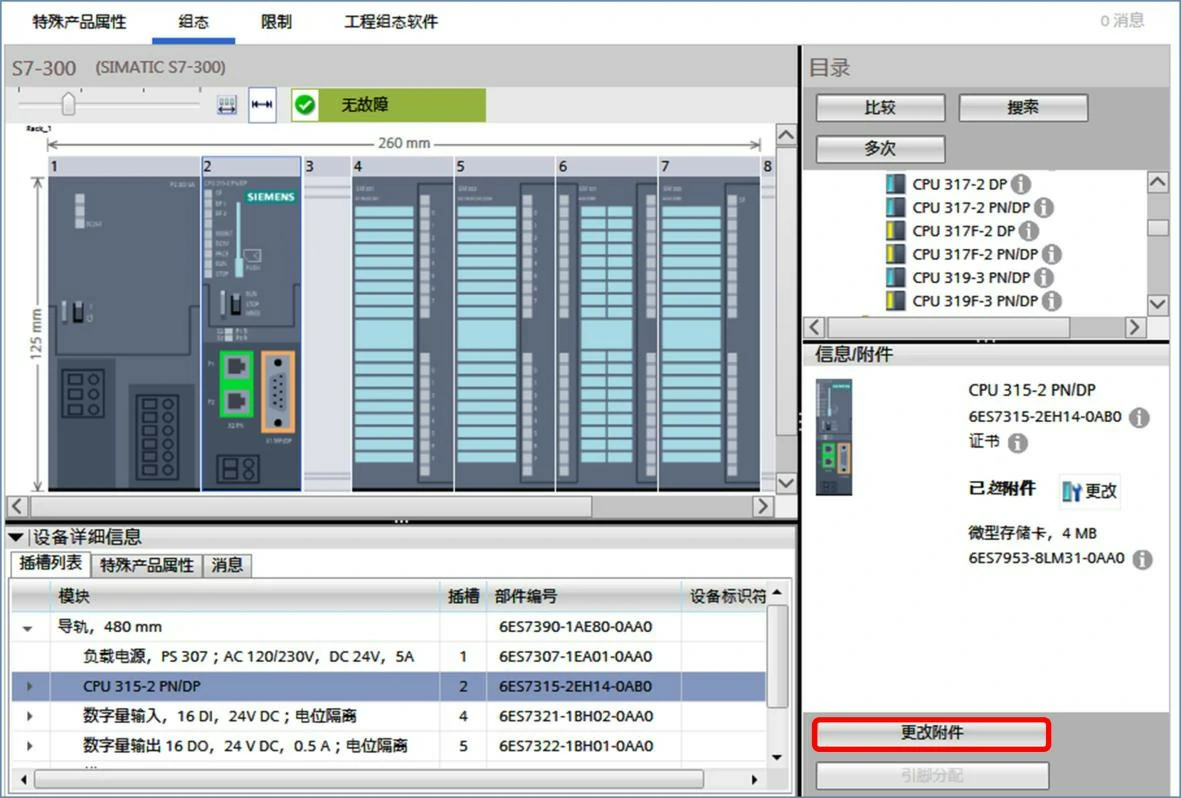 特殊产品属性 组态 限制 工程组态软件 0 消息
S7-300 (SIMATIC S7-300)
无故障
Rack_1
260 mm
1 2 3 4 5 6 7 8
SIEMENS
125 mm
设备详细信息
插槽列表 特殊产品属性 消息
模块 插槽 部件编号 设备标识符
导轨，480 mm 6ES7390-1AE80-0AA0
负载电源，PS 307；AC 120/230V，DC 24V，5A 1 6ES7307-1EA01-0AA0
CPU 315-2 PN/DP 2 6ES7315-2EH14-0AB0
数字量输入，16 DI，24V DC；电位隔离 4 6ES7321-1BH02-0AA0
数字量输出 16 DO，24 V DC，0.5 A；电位隔离 5 6ES7322-1BH01-0AA0
目录
比较 搜索
多次
CPU 317-2 DP
CPU 317-2 PN/DP
CPU 317F-2 DP
CPU 317F-2 PN/DP
CPU 319-3 PN/DP
CPU 319F-3 PN/DP
信息/附件
CPU 315-2 PN/DP
6ES7315-2EH14-0AB0
证书
已选附件 更改
微型存储卡，4 MB
6ES7953-8LM31-0AA0
更改附件
引脚分配